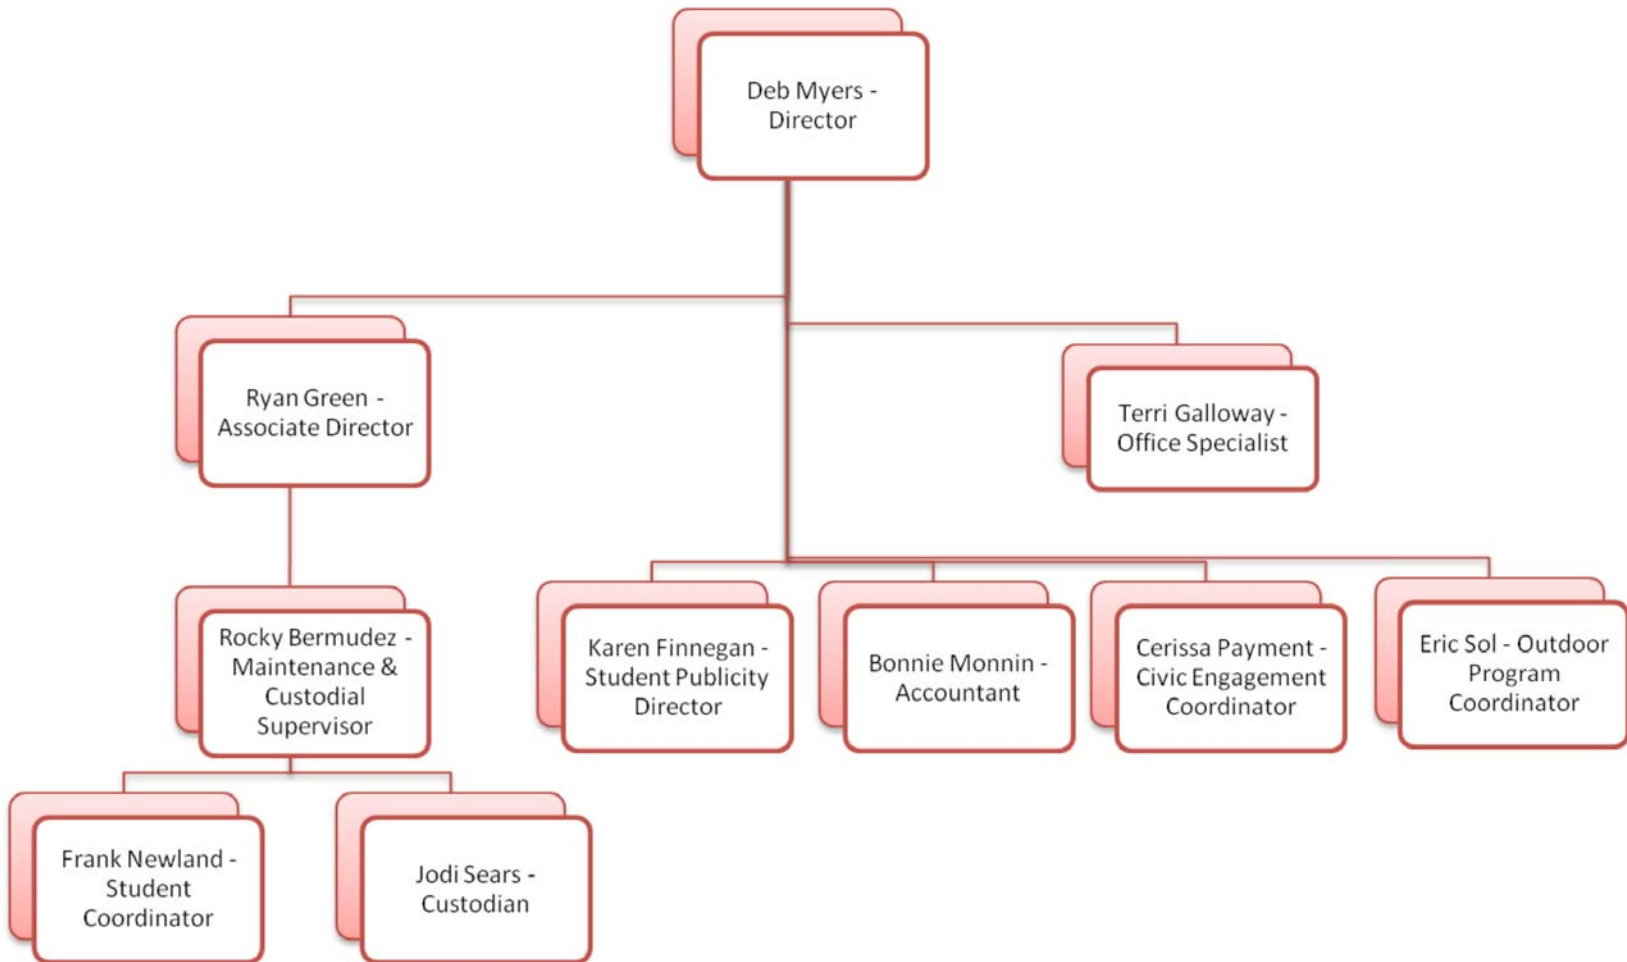 Deb Myers -
Director
Ryan Green -
Associate Director
Terri Galloway -
Office Specialist
Rocky Bermudez -
Maintenance &
Custodial
Supervisor
Karen Finnegan -
Student Publicity
Director
Bonnie Monnin -
Accountant
Cerissa Payment -
Civic Engagement
Coordinator
Eric Sol - Outdoor
Program
Coordinator
Frank Newland -
Student
Coordinator
Jodi Sears -
Custodian